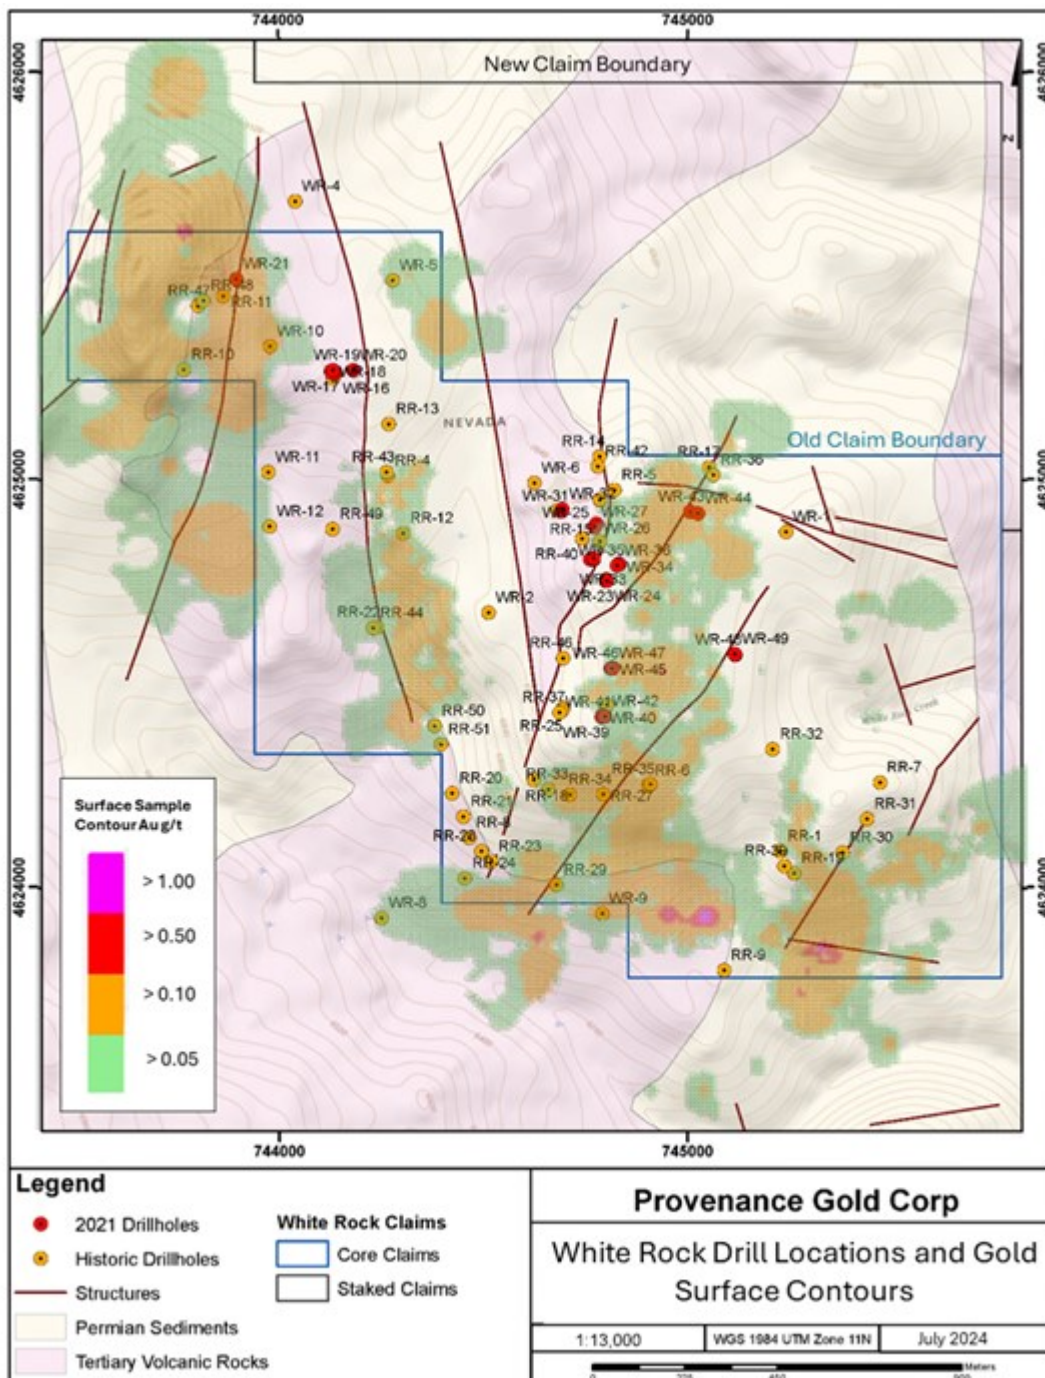 744000
745000
4626000
4626000
New Claim Boundary
N
WR-4
WR-21
WR-5
RR-47
RR-48
RR-11
WR-10
RR-10
WR-19
WR-20
WR-18
WR-17
WR-16
RR-13
NEVADA
Old Claim Boundary
RR-14
RR-42
RR-17
RR-36
WR-11
RR-43
RR-4
WR-6
RR-5
4625000
4625000
WR-31
WR-32
WR-43
WR-44
WR-25
WR-27
WR-12
RR-49
RR-12
RR-15
WR-26
WR-1
RR-40
WR-35
WR-36
WR-34
WR-33
WR-23
WR-24
WR-2
RR-22
RR-44
RR-46
WR-46
WR-47
WR-45
WR-48
WR-49
RR-37
WR-41
WR-42
RR-50
RR-25
WR-40
RR-51
WR-39
RR-32
RR-20
RR-33
RR-34
RR-35
RR-6
RR-7
RR-21
RR-18
RR-27
RR-31
RR-8
RR-23
RR-1
RR-30
RR-24
RR-19
RR-29
WR-8
WR-9
4624000
4624000
RR-9
Surface Sample
Contour Au g/t
> 1.00
> 0.50
> 0.10
> 0.05
744000
745000
Legend
2021 Drillholes
Historic Drillholes
Structures
Permian Sediments
Tertiary Volcanic Rocks
White Rock Claims
Core Claims
Staked Claims
Provenance Gold Corp
White Rock Drill Locations and Gold
Surface Contours
1:13,000
WGS 1984 UTM Zone 11N
July 2024
Meters